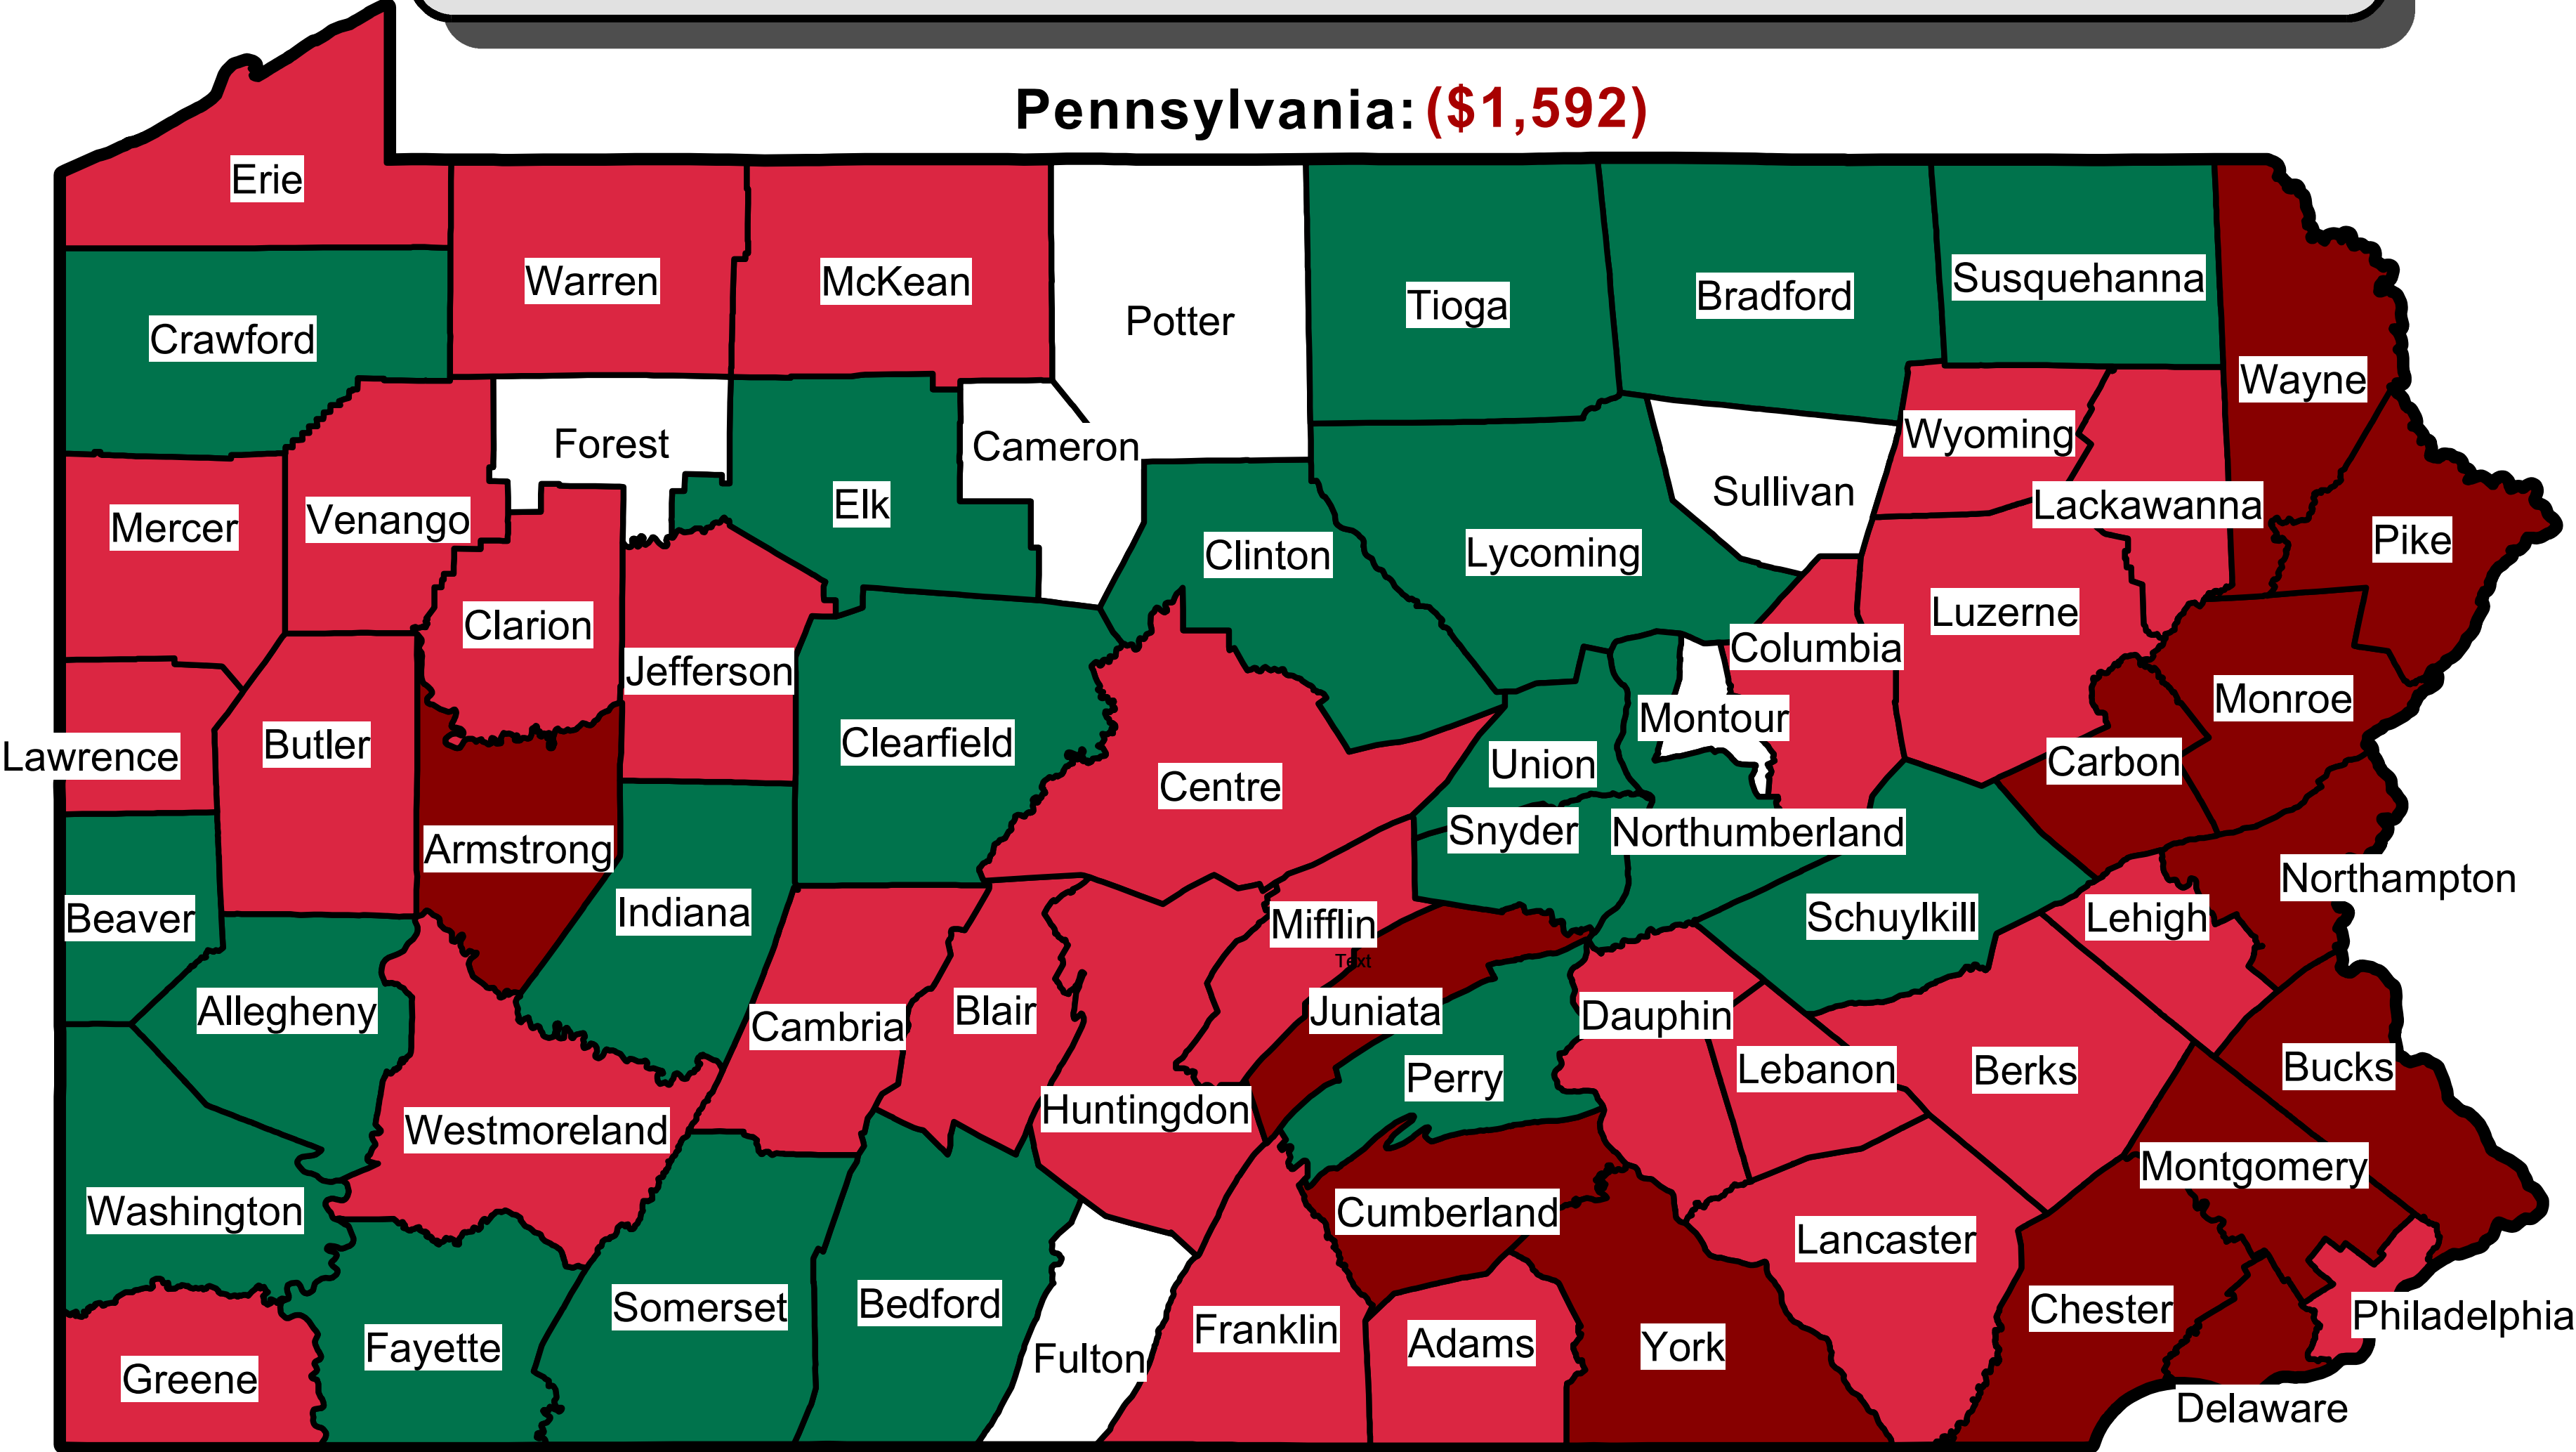 Pennsylvania: ($1,592)
Erie
Warren
McKean
Potter
Tioga
Bradford
Susquehanna
Crawford
Wayne
Forest
Cameron
Wyoming
Elk
Sullivan
Lackawanna
Mercer
Venango
Clinton
Lycoming
Pike
Clarion
Luzerne
Jefferson
Columbia
Monroe
Lawrence
Butler
Clearfield
Montour
Centre
Union
Carbon
Armstrong
Snyder
Northumberland
Northampton
Beaver
Indiana
Mifflin
Text
Schuylkill
Lehigh
Allegheny
Cambria
Blair
Juniata
Dauphin
Perry
Lebanon
Berks
Bucks
Westmoreland
Huntingdon
Montgomery
Washington
Cumberland
Lancaster
Somerset
Bedford
Franklin
Chester
Philadelphia
Greene
Fayette
Fulton
Adams
York
Delaware